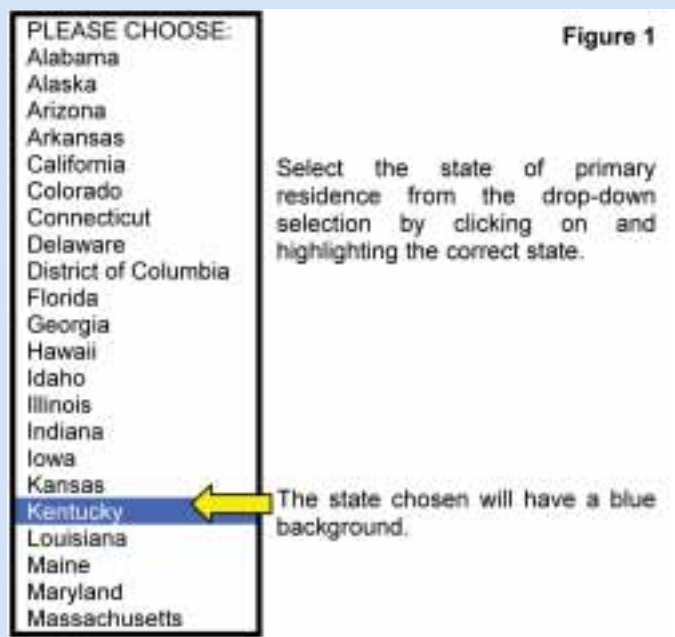 PLEASE CHOOSE:
Alabama
Alaska
Arizona
Arkansas
California
Colorado
Connecticut
Delaware
District of Columbia
Florida
Georgia
Hawaii
Idaho
Illinois
Indiana
Iowa
Kansas
Kentucky
Louisiana
Maine
Maryland
Massachusetts
Figure 1
Select the state of primary
residence from the drop-down
selection by clicking on and
highlighting the correct state.
The state chosen will have a blue
background.